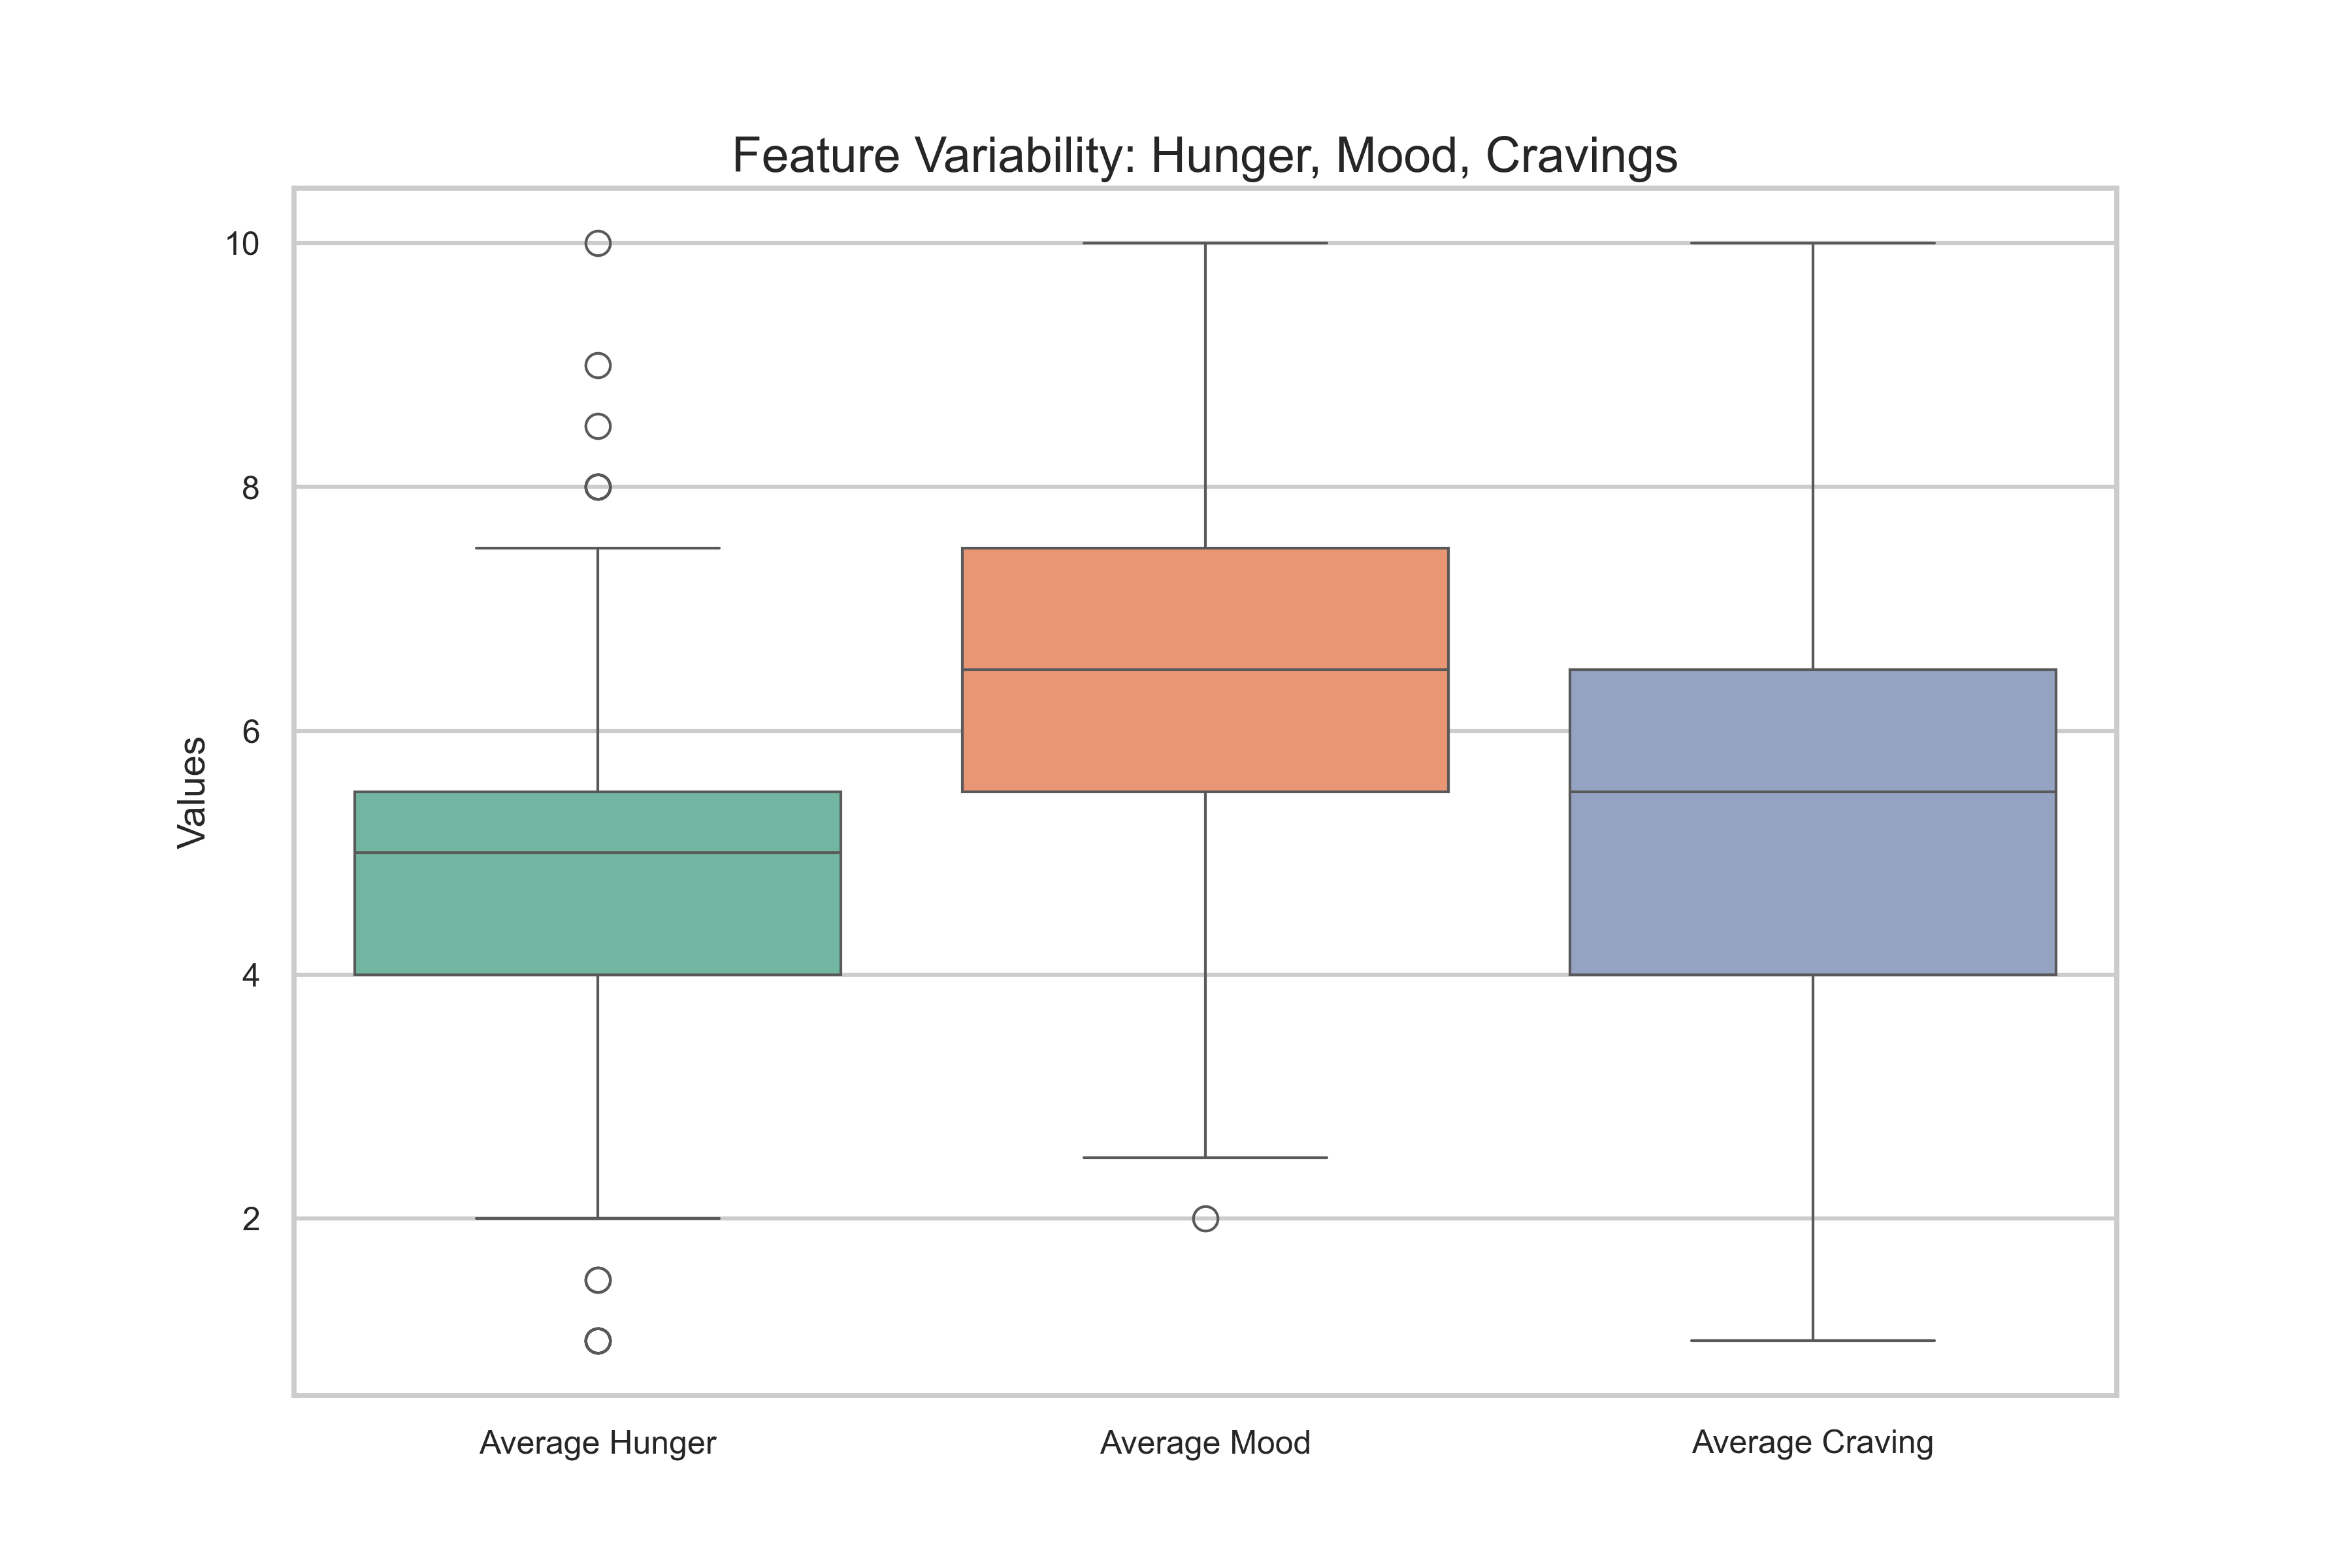 Feature Variability: Hunger, Mood, Cravings
10
8
6
4
2
Values
Average Hunger
Average Mood
Average Craving